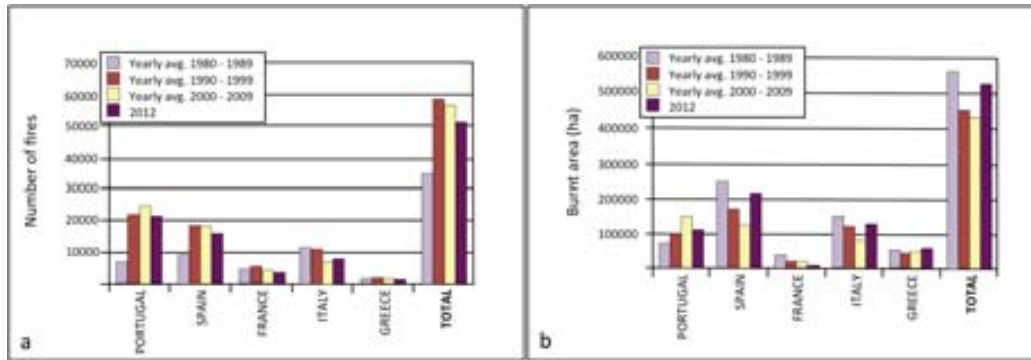 70000
60000
50000
40000
30000
20000
10000
Number of fires
Yearly avg. 1980 - 1989
Yearly avg. 1990 - 1999
Yearly avg. 2000 - 2009
2012
PORTUGAL
SPAIN
FRANCE
ITALY
GREECE
TOTAL
a
600000
500000
400000
300000
200000
100000
Burnt area (ha)
Yearly avg. 1980 - 1989
Yearly avg. 1990 - 1999
Yearly avg. 2000 - 2009
2012
PORTUGAL
SPAIN
FRANCE
ITALY
GREECE
TOTAL
b